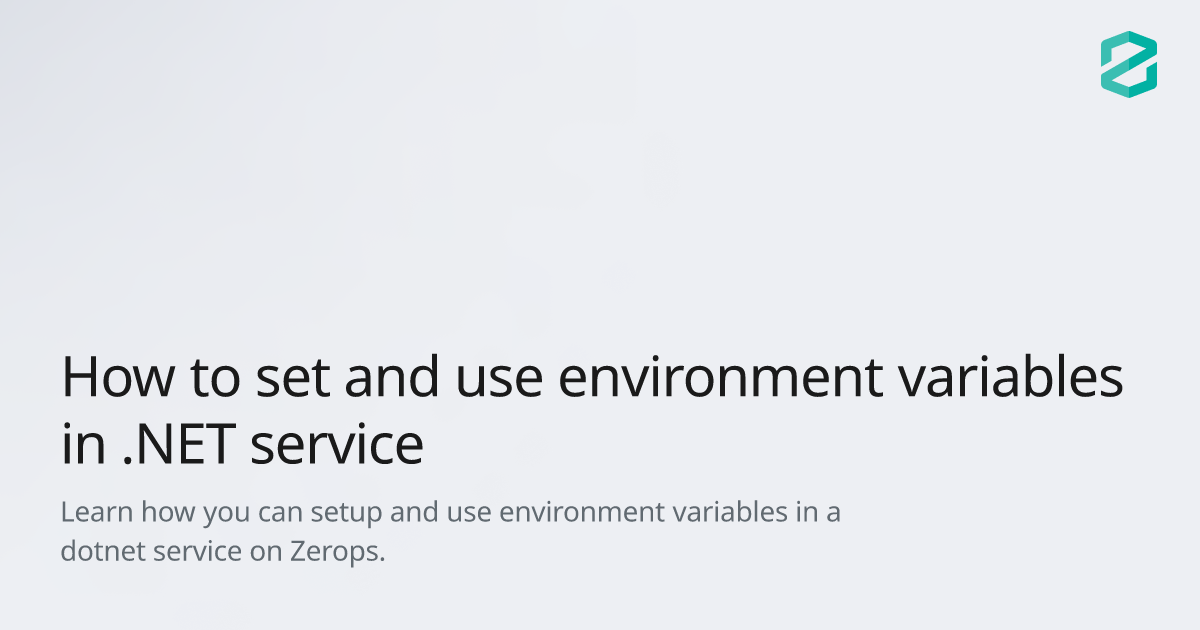 How to set and use environment variables
in .NET service
Learn how you can setup and use environment variables in a
dotnet service on Zerops.